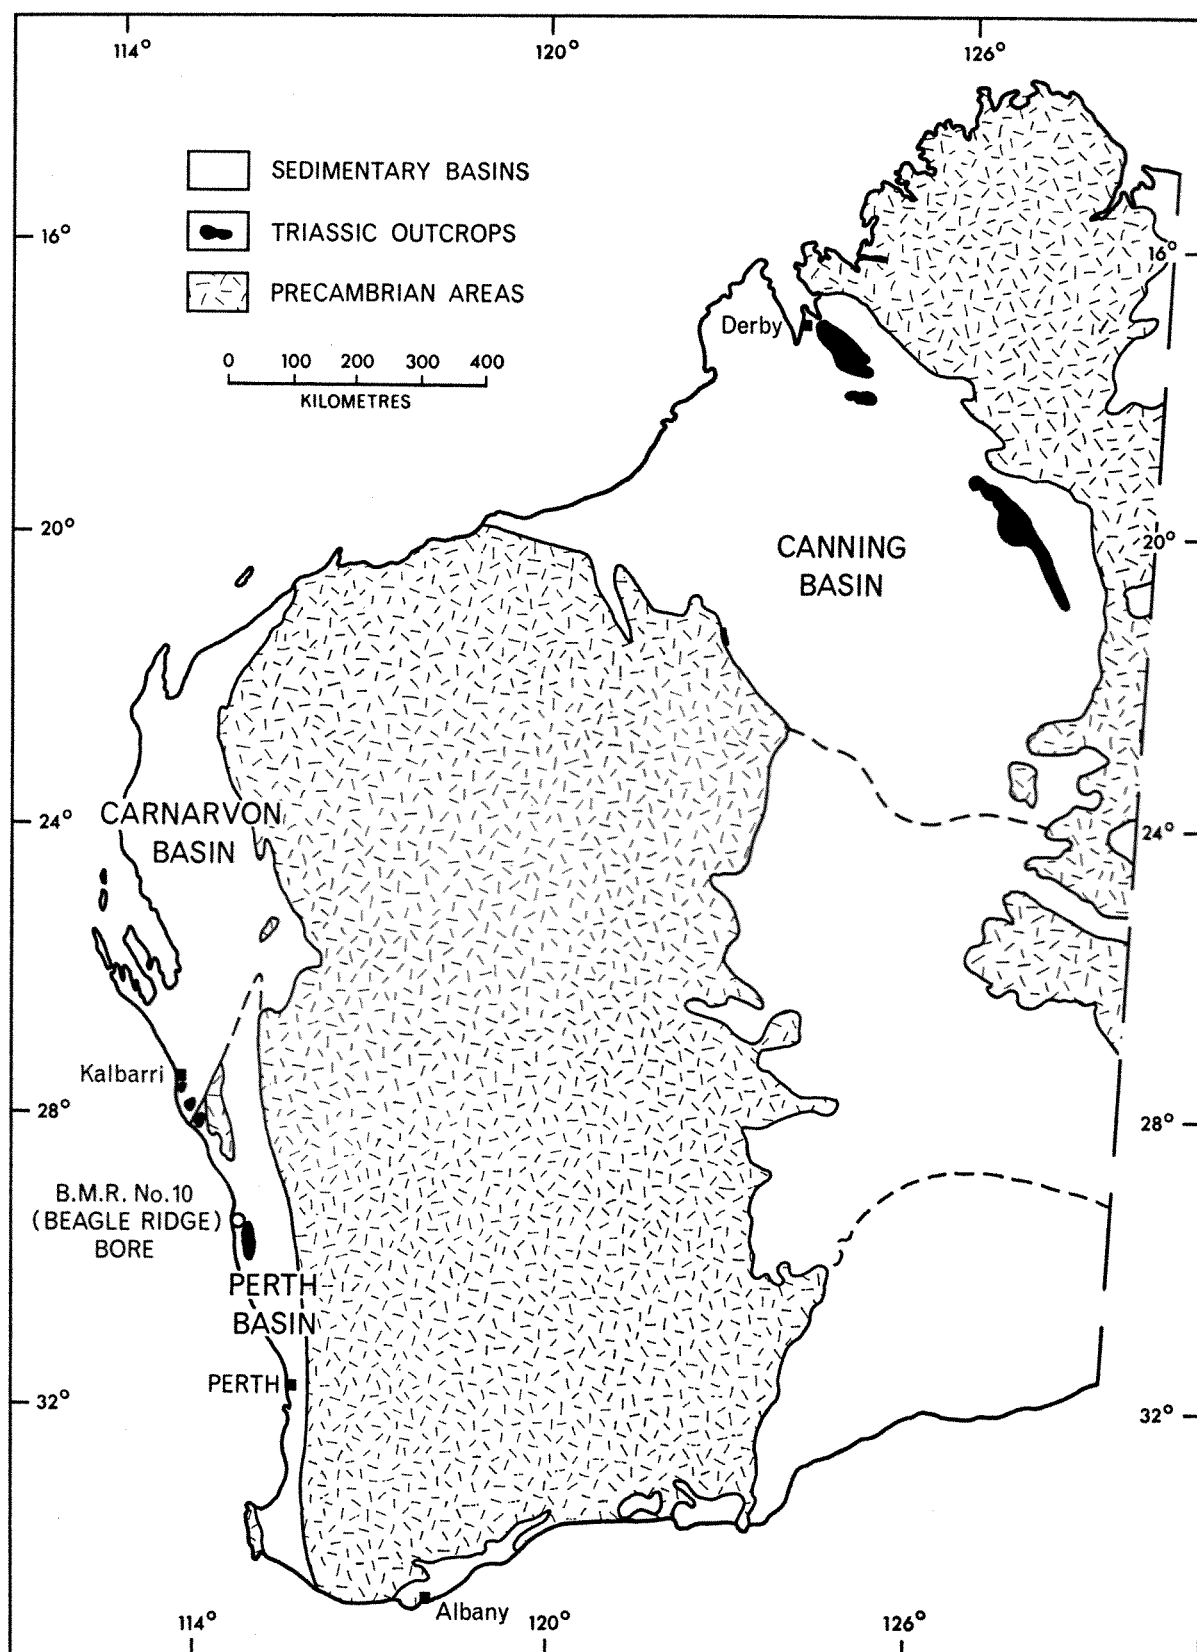 114° 120° 126°
SEDIMENTARY BASINS
TRIASSIC OUTCROPS
PRECAMBRIAN AREAS
0 100 200 300 400
KILOMETRES
16°
16°
Derby
20°
20°
CANNING
BASIN
CARNARVON
BASIN
24°
24°
Kalbarri
28°
28°
B.M.R. No.10
(BEAGLE RIDGE)
BORE
PERTH
BASIN
PERTH
32°
32°
Albany
114° 120° 126°